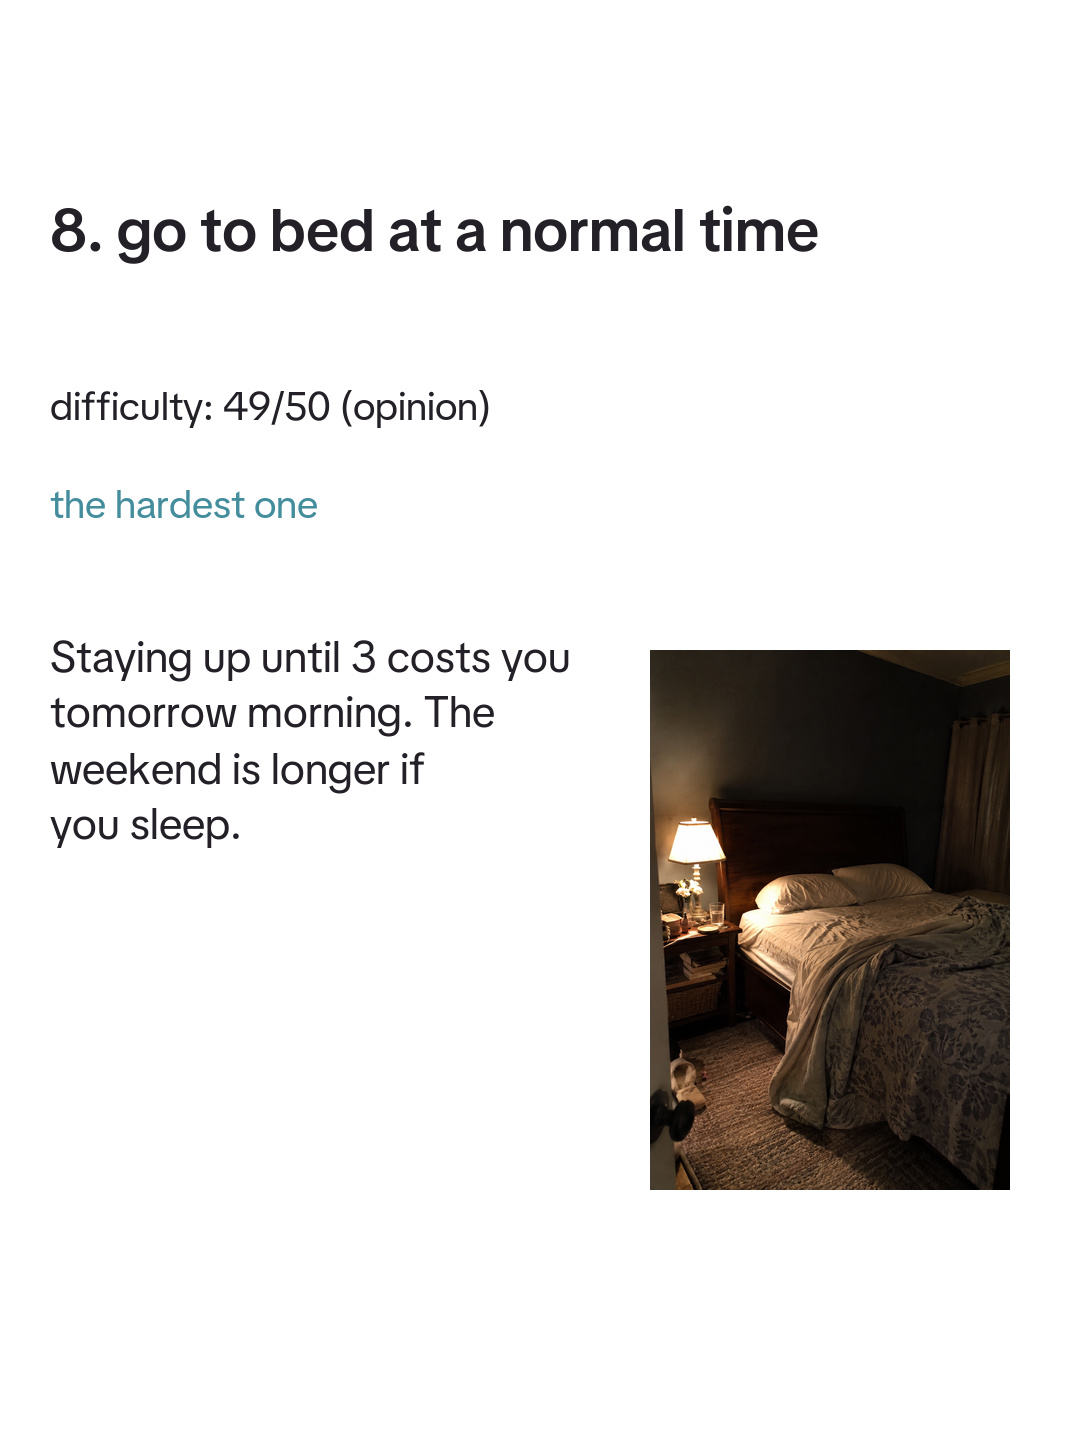 8. go to bed at a normal time
difficulty: 49/50 (opinion)
the hardest one
Staying up until 3 costs you
tomorrow morning. The
weekend is longer if
you sleep.